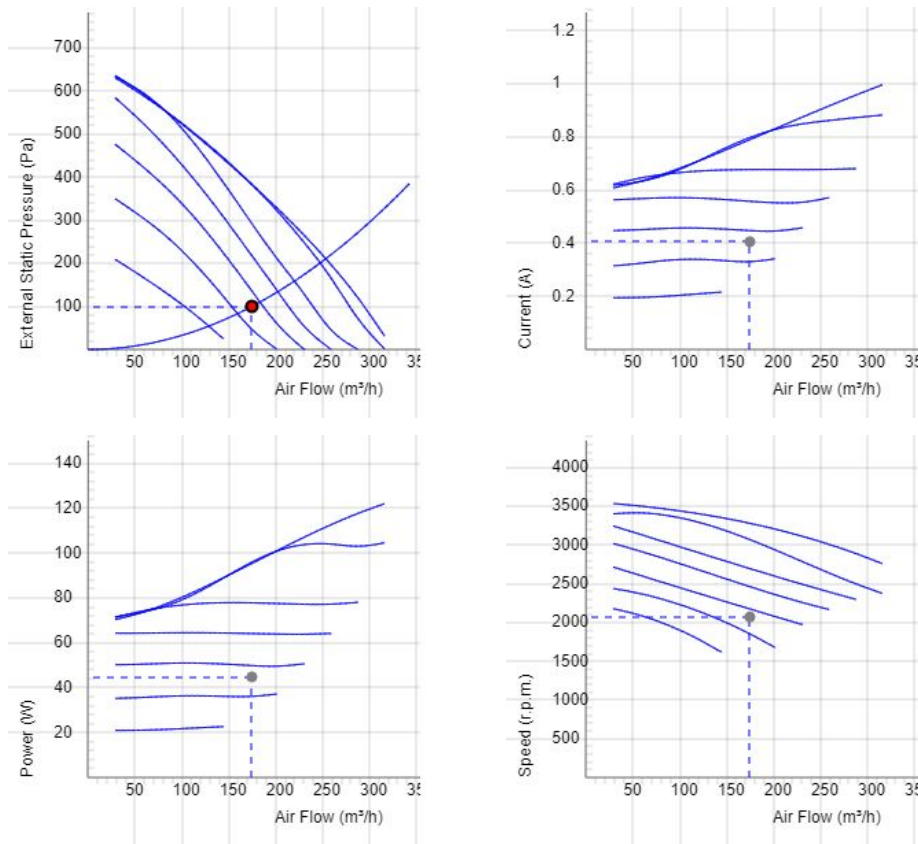 700
600
500
400
300
200
100
External Static Pressure (Pa)
50 100 150 200 250 300 35
Air Flow (m³/h)
1.2
1
0.8
0.6
0.4
0.2
Current (A)
50 100 150 200 250 300 35
Air Flow (m³/h)
140
120
100
80
60
40
20
Power (W)
50 100 150 200 250 300 35
Air Flow (m³/h)
4000
3500
3000
2500
2000
1500
1000
500
Speed (r.p.m.)
50 100 150 200 250 300 35
Air Flow (m³/h)